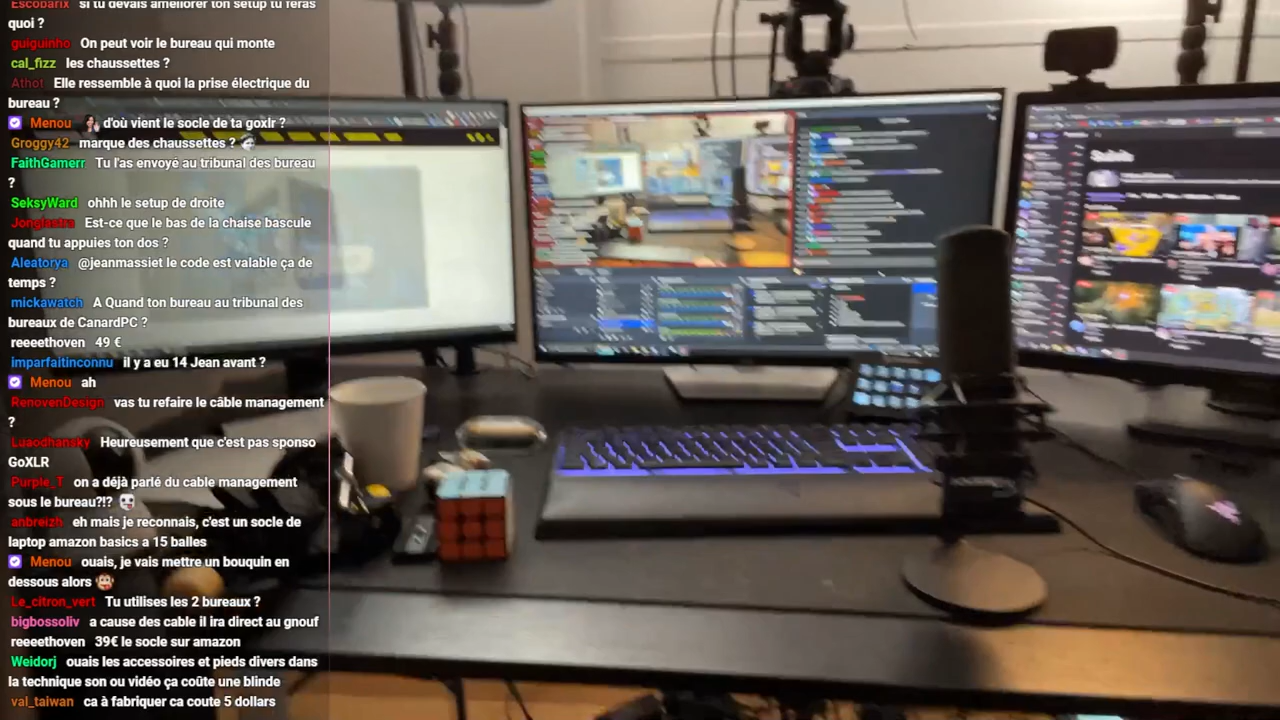 Escobarix si tu devais améliorer ton setup tu feras
quoi ?
guiguinho On peut voir le bureau qui monte
cal_fizz les chaussettes ?
Athot Elle ressemble à quoi la prise électrique du
bureau ?
Menou d'où vient le socle de ta goxlr ?
Groggy42 marque des chaussettes ?
FaithGamerr Tu l'as envoyé au tribunal des bureau
?
SeksyWard ohhh le setup de droite
Jonglastra Est-ce que le bas de la chaise bascule
quand tu appuies ton dos ?
Aleatorya @jeanmassiet le code est valable ça de
temps ?
mickawatch A Quand ton bureau au tribunal des
bureaux de CanardPC ?
reeeethoven 49 €
imparfaitinconnu il y a eu 14 Jean avant ?
Menou ah
RenovenDesign vas tu refaire le câble management
?
Luaodhansky Heureusement que c'est pas sponso
GoXLR
Purple_T on a déjà parlé du cable management
sous le bureau?!?
anbreizh eh mais je reconnais, c'est un socle de
laptop amazon basics a 15 balles
Menou ouais, je vais mettre un bouquin en
dessous alors
Le_citron_vert Tu utilises les 2 bureaux ?
bigbossoliv a cause des cable il ira direct au gnouf
reeeethoven 39€ le socle sur amazon
Weidorj ouais les accessoires et pieds divers dans
la technique son ou vidéo ça coûte une blinde
val_taiwan ca à fabriquer ca coute 5 dollars